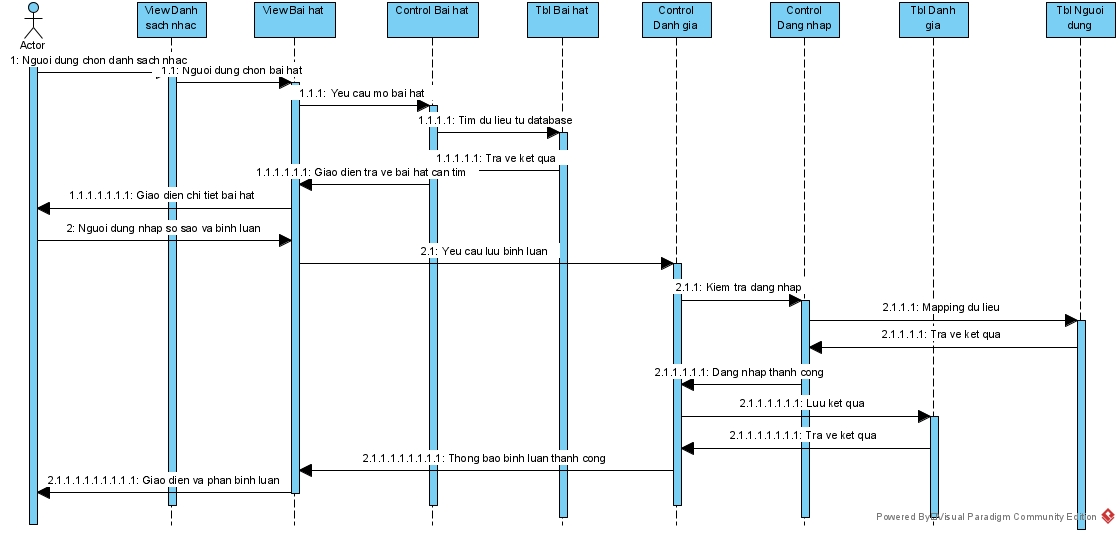 View Danh
sach nhac
View Bai hat
Control Bai hat
Tbl Bai hat
Control
Danh gia
Control
Dang nhap
Tbl Danh
gia
Tbl Nguoi
dung
Actor
1: Nguoi dung chon danh sach nhac
1.1: Nguoi dung chon bai hat
1.1.1: Yeu cau mo bai hat
1.1.1.1: Tim du lieu tu database
1.1.1.1.1: Tra ve ket qua
1.1.1.1.1.1: Giao dien tra ve bai hat can tim
1.1.1.1.1.1.1: Giao dien chi tiet bai hat
2: Nguoi dung nhap so sao va binh luan
2.1: Yeu cau luu binh luan
2.1.1: Kiem tra dang nhap
2.1.1.1: Mapping du lieu
2.1.1.1.1: Tra ve ket qua
2.1.1.1.1.1: Dang nhap thanh cong
2.1.1.1.1.1.1: Luu ket qua
2.1.1.1.1.1.1.1: Tra ve ket qua
2.1.1.1.1.1.1.1.1: Thong bao binh luan thanh cong
2.1.1.1.1.1.1.1.1.1: Giao dien va phan binh luan
Powered By Visual Paradigm Community Edition